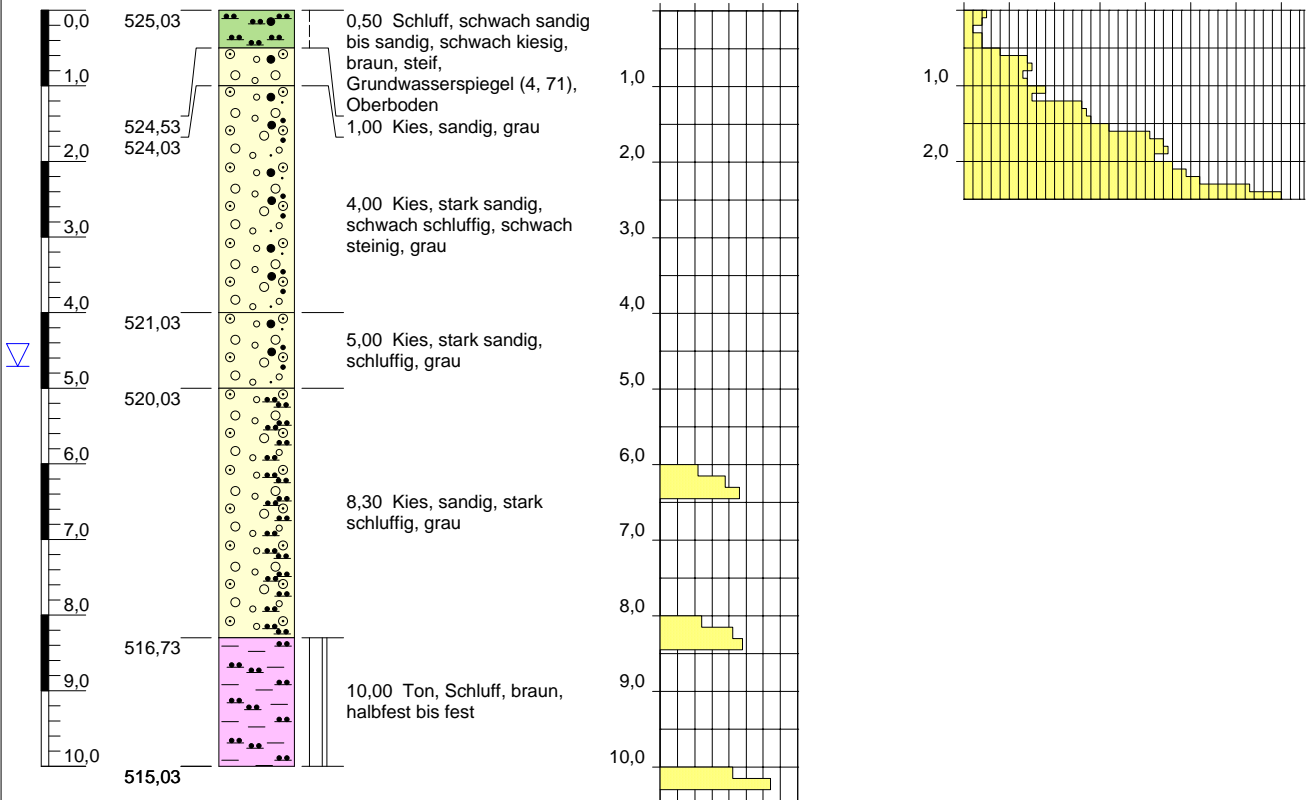 0,0
1,0
2,0
3,0
4,0
5,0
6,0
7,0
8,0
9,0
10,0
525,03
524,53
524,03
521,03
520,03
516,73
515,03
0,50 Schluff, schwach sandig
bis sandig, schwach kiesig,
braun, steif,
Grundwasserspiegel (4, 71),
Oberboden
1,00 Kies, sandig, grau
4,00 Kies, stark sandig,
schwach schluffig, schwach
steinig, grau
5,00 Kies, stark sandig,
schluffig, grau
8,30 Kies, sandig, stark
schluffig, grau
10,00 Ton, Schluff, braun,
halbfest bis fest
1,0
2,0
3,0
4,0
5,0
6,0
7,0
8,0
9,0
10,0
1,0
2,0